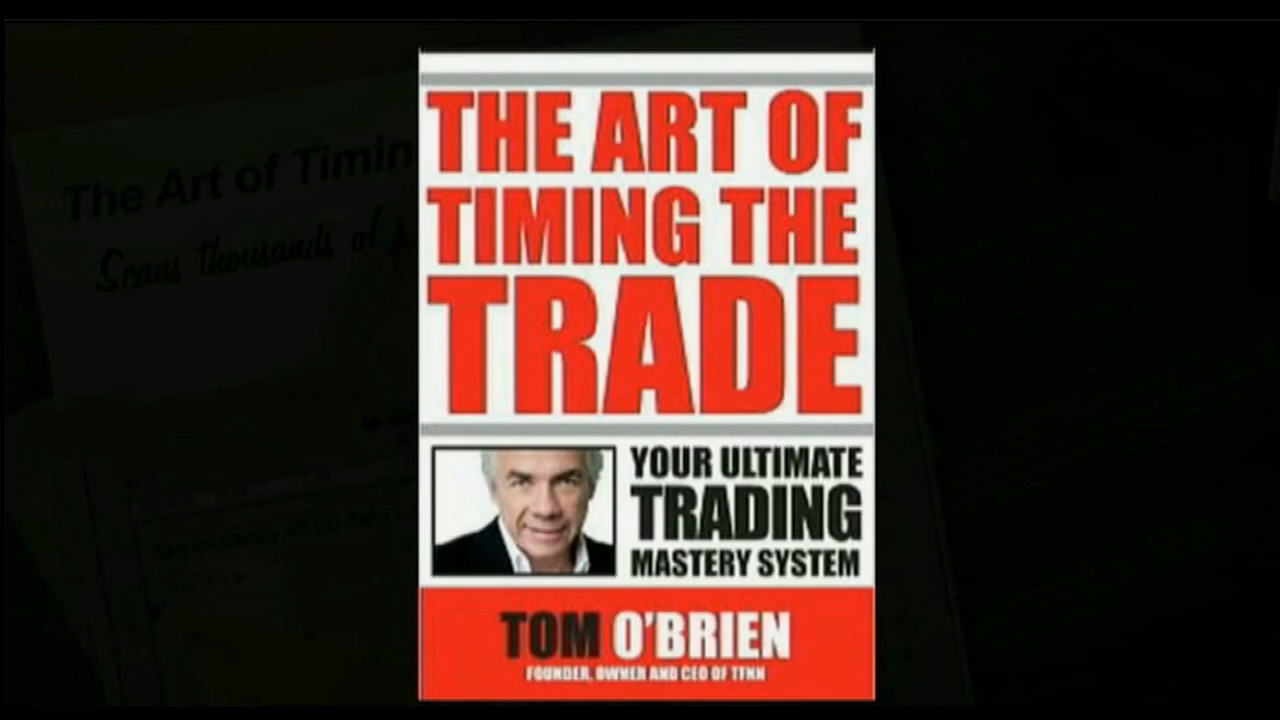 The Art of Timin
Scans thousands of
THE ART OF
TIMING THE
TRADE
YOUR ULTIMATE
TRADING
MASTERY SYSTEM
TOM O'BRIEN
FOUNDER, OWNER AND CEO OF TFNN